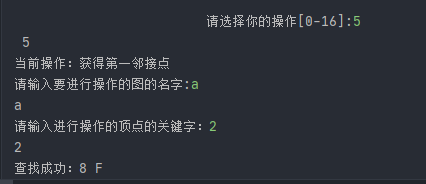 请选择你的操作[0-16]:5
5
当前操作：获得第一邻接点
请输入要进行操作的图的名字:a
a
请输入进行操作的顶点的关键字：2
2
查找成功：8 F